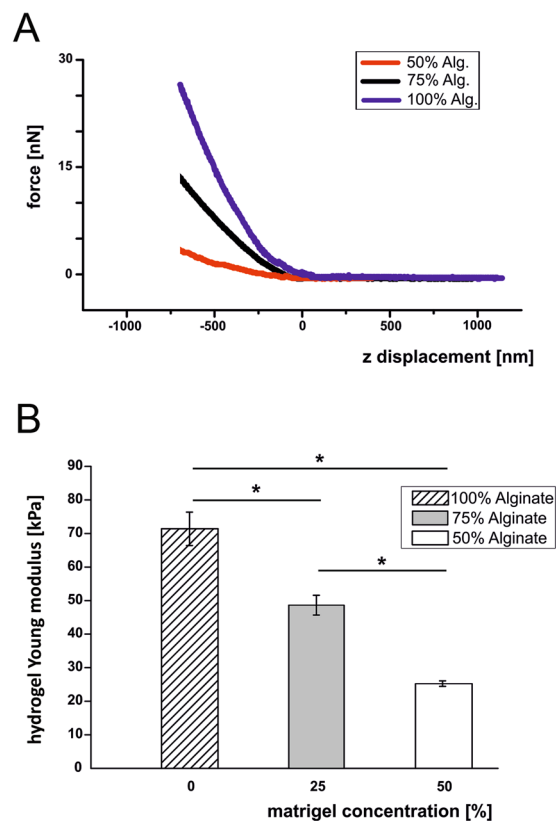 A
30
15
0
force [nN]
50% Alg.
75% Alg.
100% Alg.
-1000 -500 0 500 1000
z displacement [nm]
B
90
80
70
60
50
40
30
20
10
0
hydrogel Young modulus [kPa]
*
*
*
100% Alginate
75% Alginate
50% Alginate
0 25 50
matrigel concentration [%]